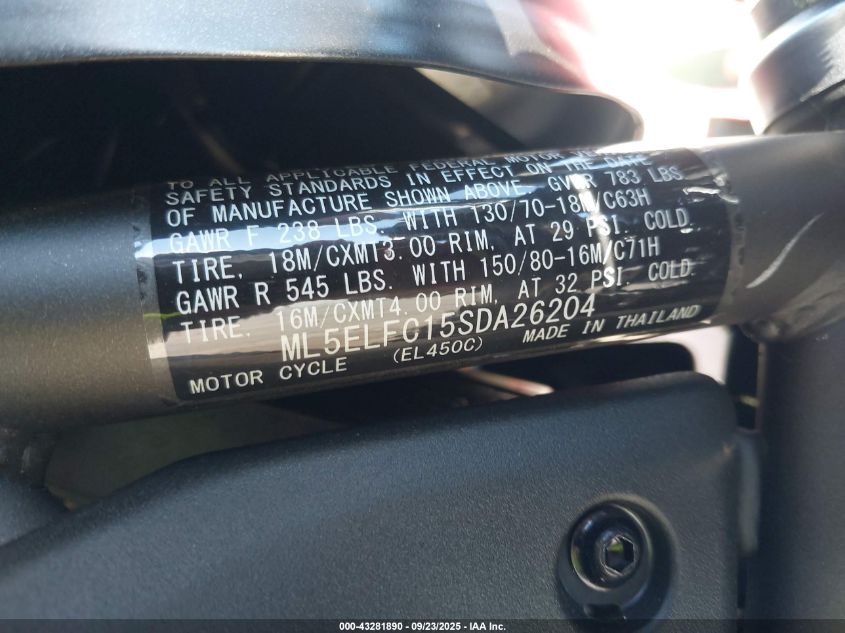 TO ALL APPLICABLE FEDERAL MOTOR
SAFETY STANDARDS IN EFFECT ON THE DATE
OF MANUFACTURE SHOWN ABOVE. GVWR 783 LBS
GAWR F 238 LBS. WITH 130/70-18M/C63H
TIRE, 18M/CXMT3.00 RIM, AT 29 PSI. COLD.
GAWR R 545 LBS. WITH 150/80-16M/C71H
TIRE, 16M/CXMT4.00 RIM, AT 32 PSI. COLD.
ML5ELFC15SDA26204
MOTOR CYCLE (EL450C) MADE IN THAILAND
000-43281890 - 09/23/2025 - IAA Inc.